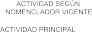 ACTIVIDAD SEGÚN
NOMENCLADOR VIGENTE
ACTIVIDAD PRINCIPAL